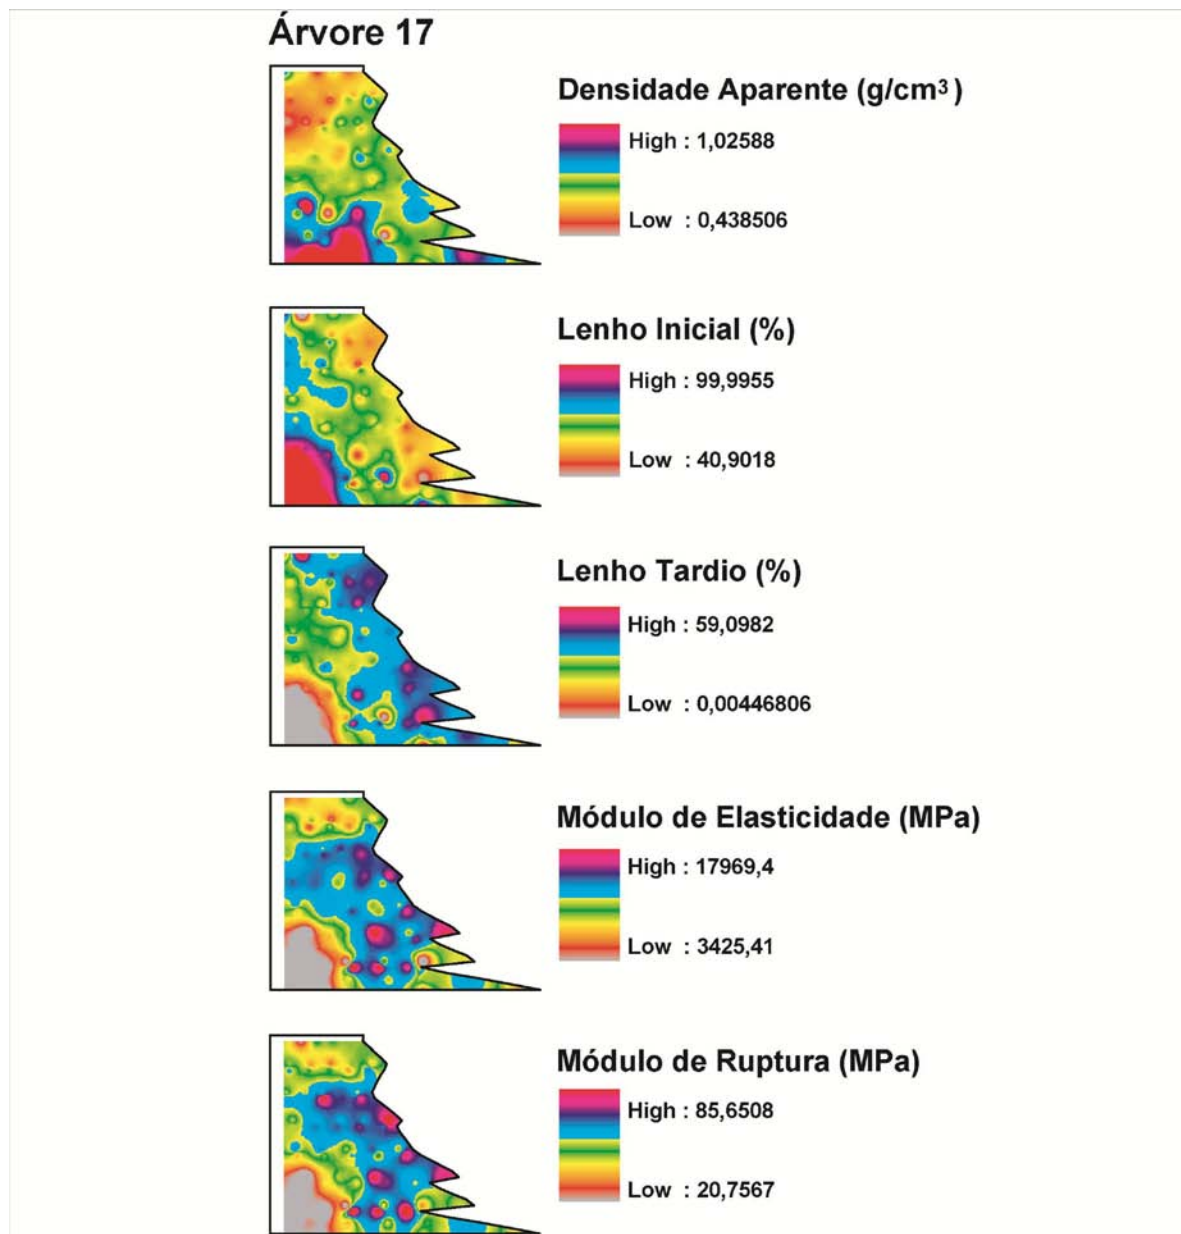 Árvore 17
Densidade Aparente (g/cm³)
High : 1,02588
Low : 0,438506
Lenho Inicial (%)
High : 99,9955
Low : 40,9018
Lenho Tardio (%)
High : 59,0982
Low : 0,00446806
Módulo de Elasticidade (MPa)
High : 17969,4
Low : 3425,41
Módulo de Ruptura (MPa)
High : 85,6508
Low : 20,7567